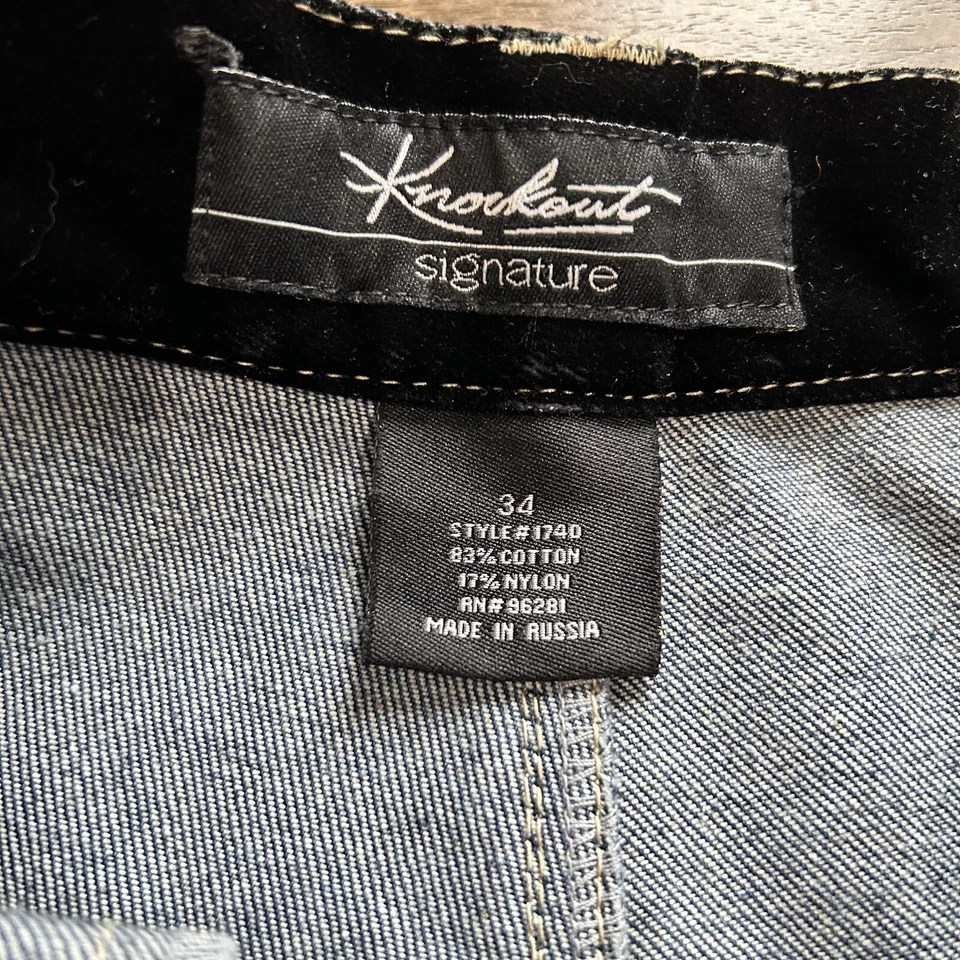 Knockout
signature
34
STYLE#1740
83% COTTON
17% NYLON
RN# 96281
MADE IN RUSSIA